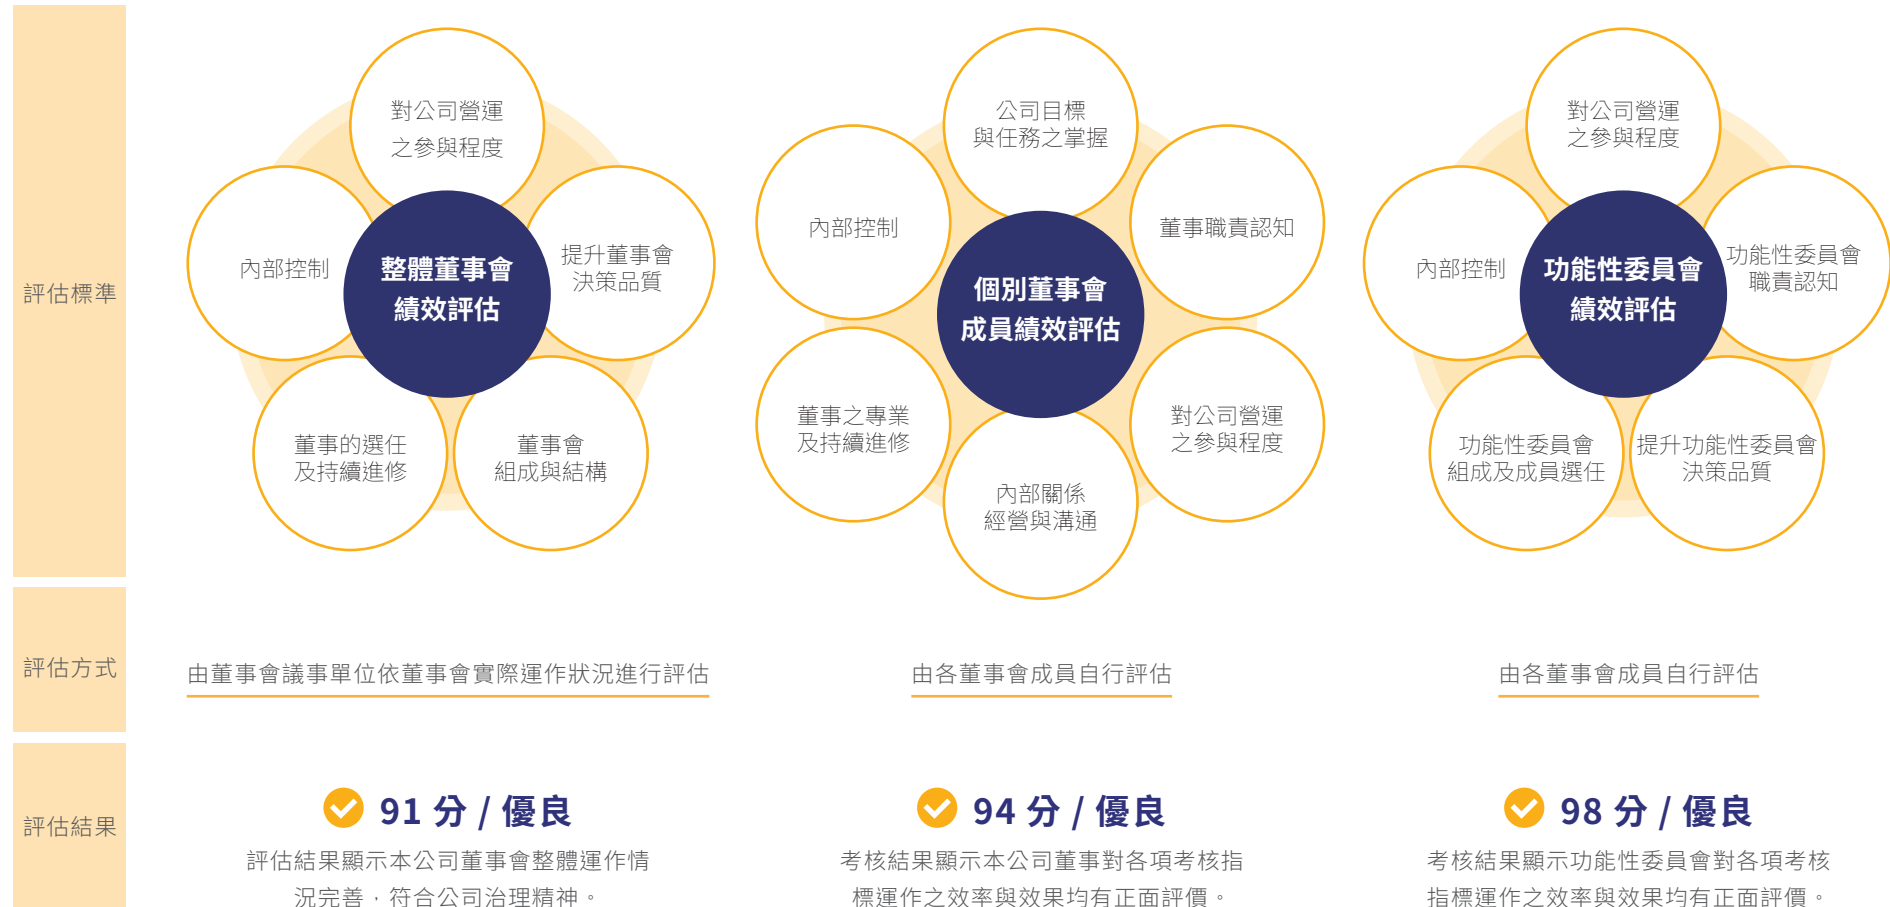 評估標準
對公司營運
之參與程度
提升董事會
決策品質
董事會
組成與結構
董事的選任
及持續進修
內部控制
整體董事會
績效評估
公司目標
與任務之掌握
董事職責認知
對公司營運
之參與程度
內部關係
經營與溝通
董事之專業
及持續進修
內部控制
個別董事會
成員績效評估
對公司營運
之參與程度
功能性委員會
職責認知
提升功能性委員會
決策品質
功能性委員會
組成及成員選任
內部控制
功能性委員會
績效評估
評估方式
由董事會議事單位依董事會實際運作狀況進行評估
由各董事會成員自行評估
由各董事會成員自行評估
評估結果
91 分 / 優良
評估結果顯示本公司董事會整體運作情
況完善,符合公司治理精神。
94 分 / 優良
考核結果顯示本公司董事對各項考核指
標運作之效率與效果均有正面評價。
98 分 / 優良
考核結果顯示功能性委員會對各項考核
指標運作之效率與效果均有正面評價。